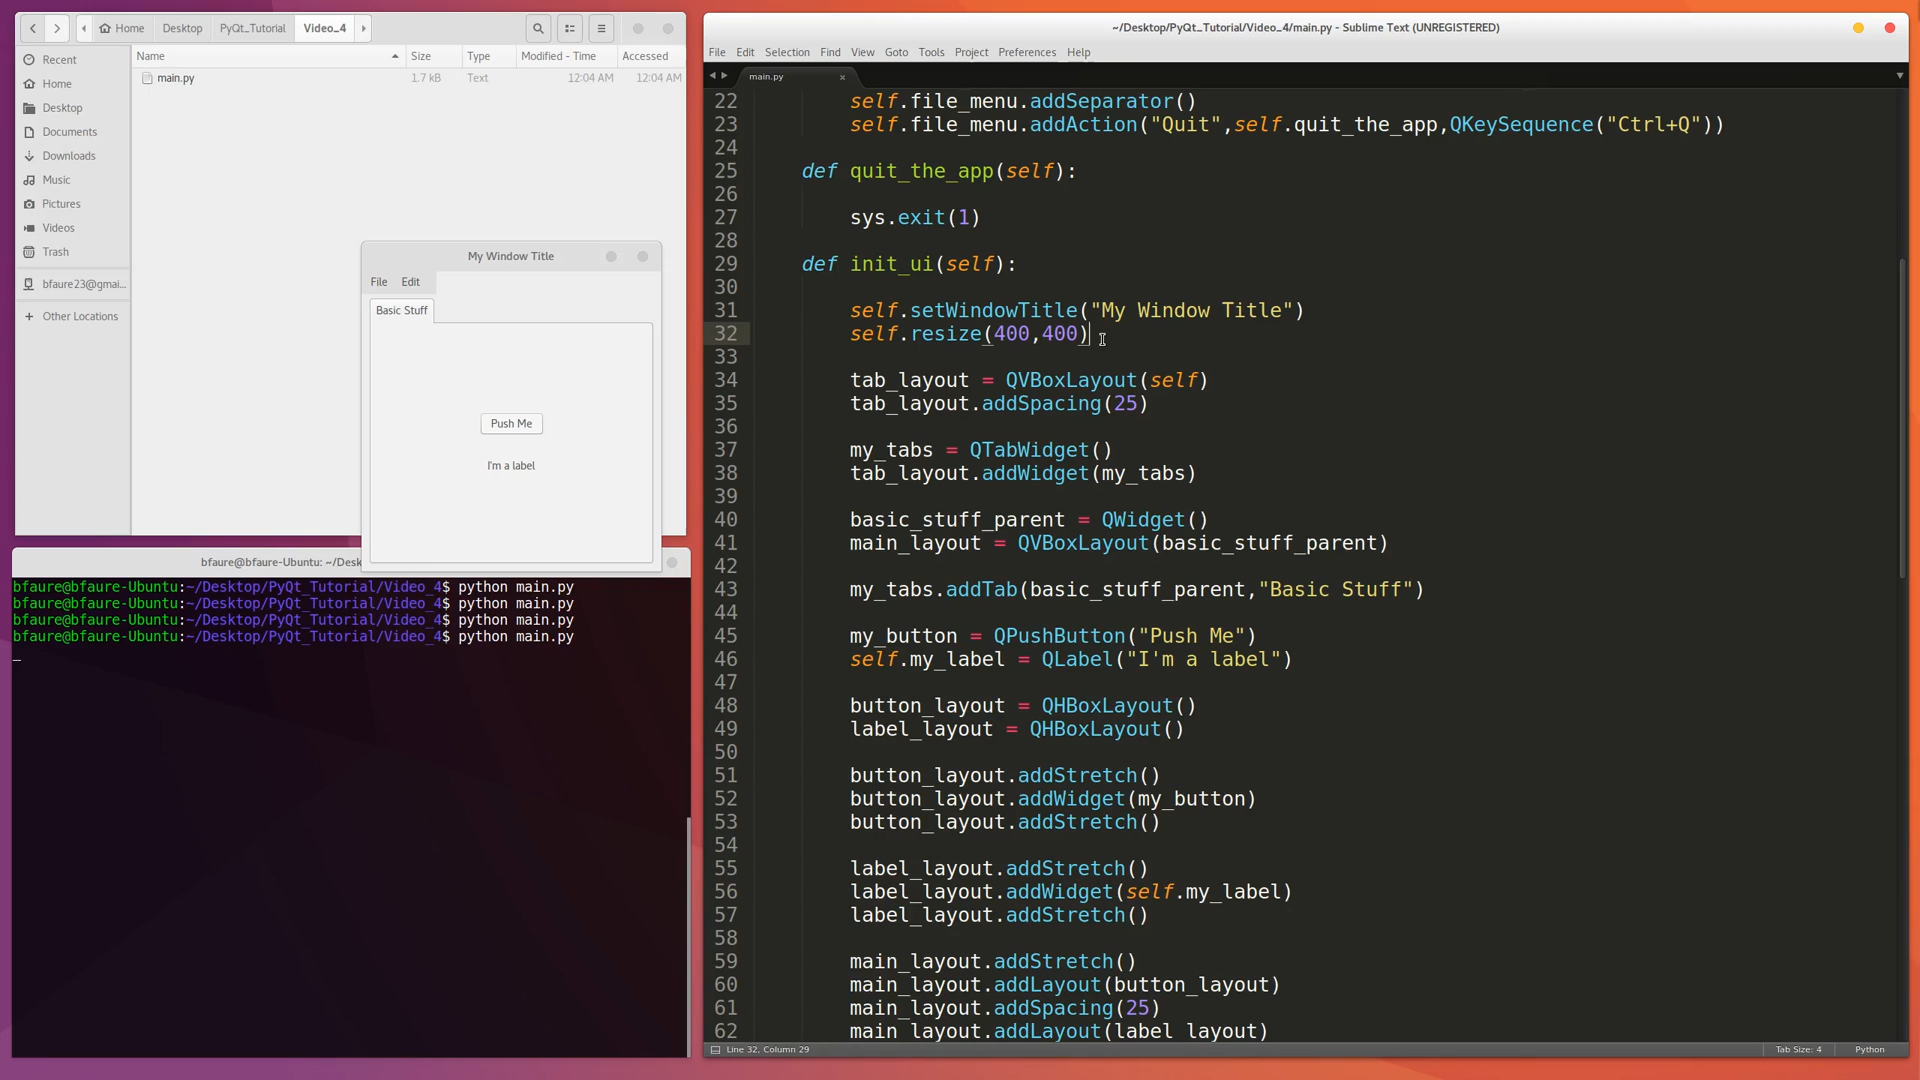 Home
Desktop
PyQt_Tutorial
Video_4
Name
Size
Type
Modified - Time
Accessed
main.py
1.7 kB
Text
12:04 AM
12:04 AM
Recent
Home
Desktop
Documents
Downloads
Music
Pictures
Videos
Trash
bfaure23@gmai...
+ Other Locations
My Window Title
File Edit
Basic Stuff
Push Me
I'm a label
bfaure@bfaure-Ubuntu: ~/Desk
bfaure@bfaure-Ubuntu:~/Desktop/PyQt_Tutorial/Video_4$ python main.py
bfaure@bfaure-Ubuntu:~/Desktop/PyQt_Tutorial/Video_4$ python main.py
bfaure@bfaure-Ubuntu:~/Desktop/PyQt_Tutorial/Video_4$ python main.py
bfaure@bfaure-Ubuntu:~/Desktop/PyQt_Tutorial/Video_4$ python main.py
~/Desktop/PyQt_Tutorial/Video_4/main.py - Sublime Text (UNREGISTERED)
File Edit Selection Find View Goto Tools Project Preferences Help
main.py
22 self.file_menu.addSeparator()
23 self.file_menu.addAction("Quit",self.quit_the_app,QKeySequence("Ctrl+Q"))
24
25 def quit_the_app(self):
26
27 sys.exit(1)
28
29 def init_ui(self):
30
31 self.setWindowTitle("My Window Title")
32 self.resize(400,400)
33
34 tab_layout = QVBoxLayout(self)
35 tab_layout.addSpacing(25)
36
37 my_tabs = QTabWidget()
38 tab_layout.addWidget(my_tabs)
39
40 basic_stuff_parent = QWidget()
41 main_layout = QVBoxLayout(basic_stuff_parent)
42
43 my_tabs.addTab(basic_stuff_parent,"Basic Stuff")
44
45 my_button = QPushButton("Push Me")
46 self.my_label = QLabel("I'm a label")
47
48 button_layout = QHBoxLayout()
49 label_layout = QHBoxLayout()
50
51 button_layout.addStretch()
52 button_layout.addWidget(my_button)
53 button_layout.addStretch()
54
55 label_layout.addStretch()
56 label_layout.addWidget(self.my_label)
57 label_layout.addStretch()
58
59 main_layout.addStretch()
60 main_layout.addLayout(button_layout)
61 main_layout.addSpacing(25)
62 main_layout.addLayout(label_layout)
Line 32, Column 29
Tab Size: 4
Python